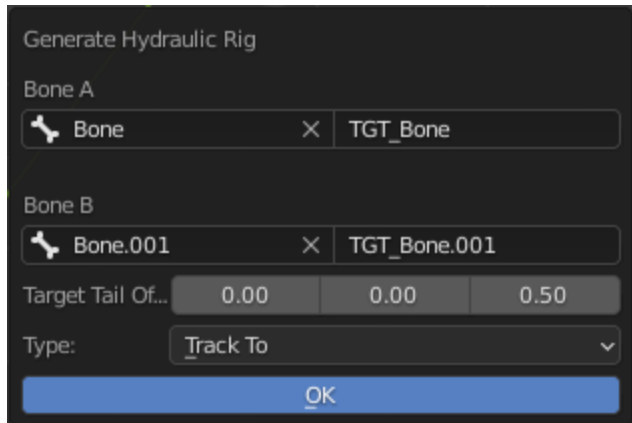 Generate Hydraulic Rig
Bone A
Bone TGT_Bone
Bone B
Bone.001 TGT_Bone.001
Target Tail Of... 0.00 0.00 0.50
Type: Track To
OK